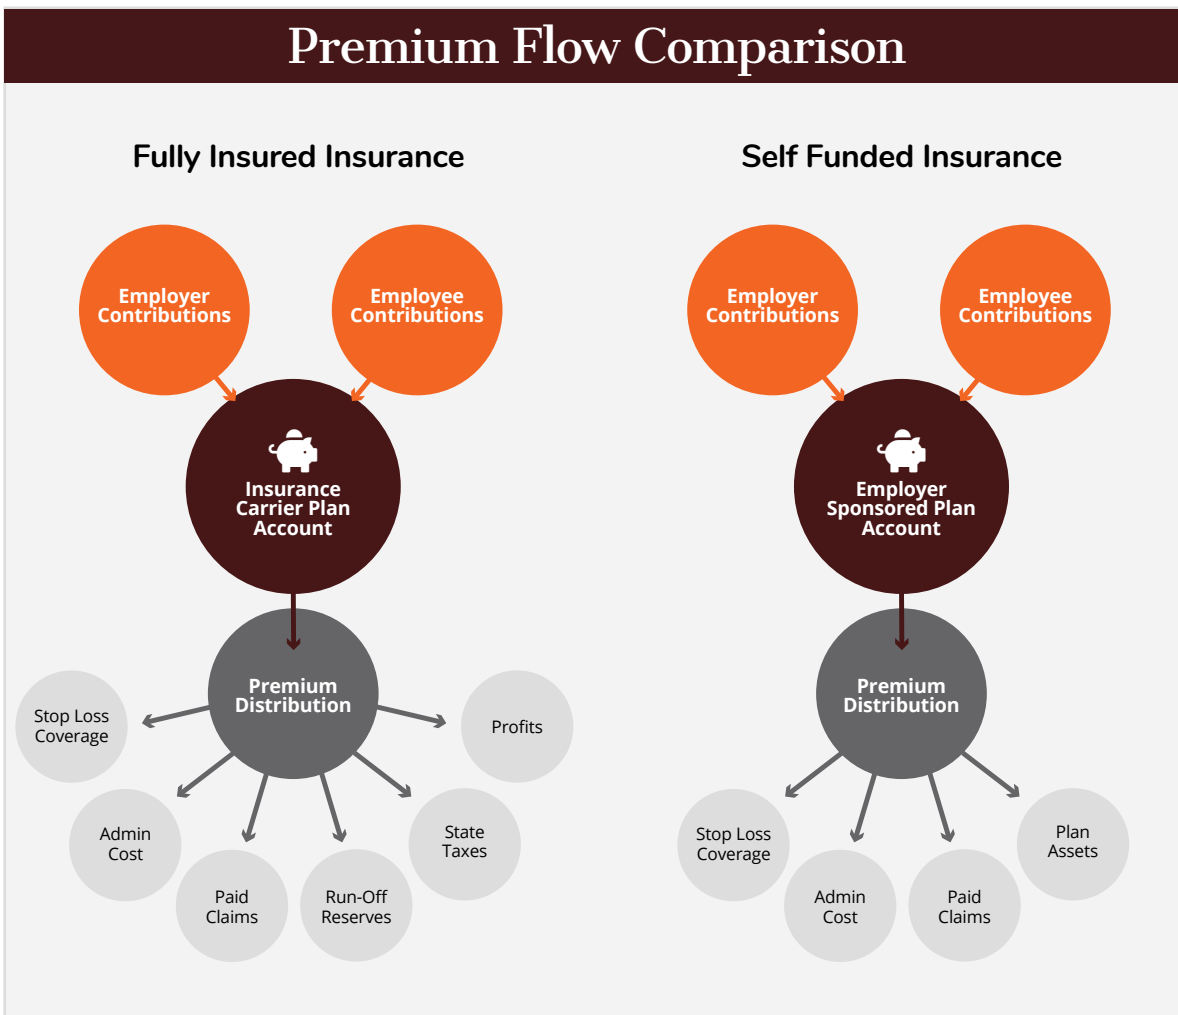 Premium Flow Comparison
Fully Insured Insurance
Employer
Contributions
Employee
Contributions
Insurance
Carrier Plan
Account
Premium
Distribution
Stop Loss
Coverage
Admin
Cost
Paid
Claims
Run-Off
Reserves
State
Taxes
Profits
Self Funded Insurance
Employer
Contributions
Employee
Contributions
Employer
Sponsored Plan
Account
Premium
Distribution
Stop Loss
Coverage
Admin
Cost
Paid
Claims
Plan
Assets